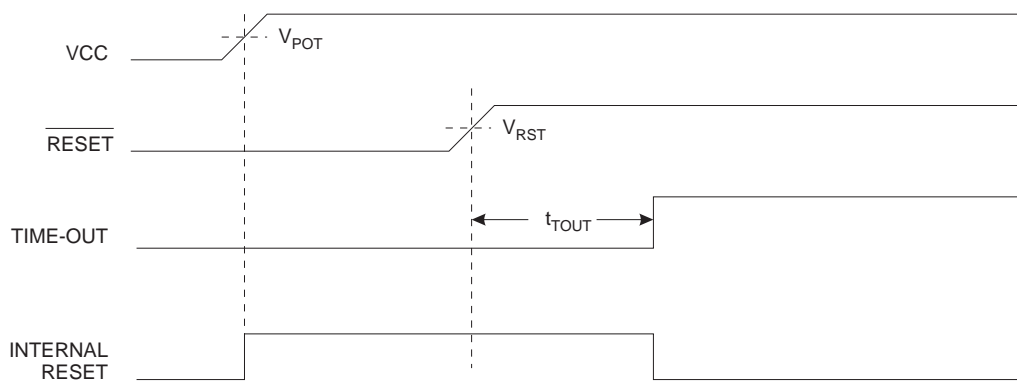 VCC
V_POT
RESET
V_RST
TIME-OUT
t_TOUT
INTERNAL
RESET